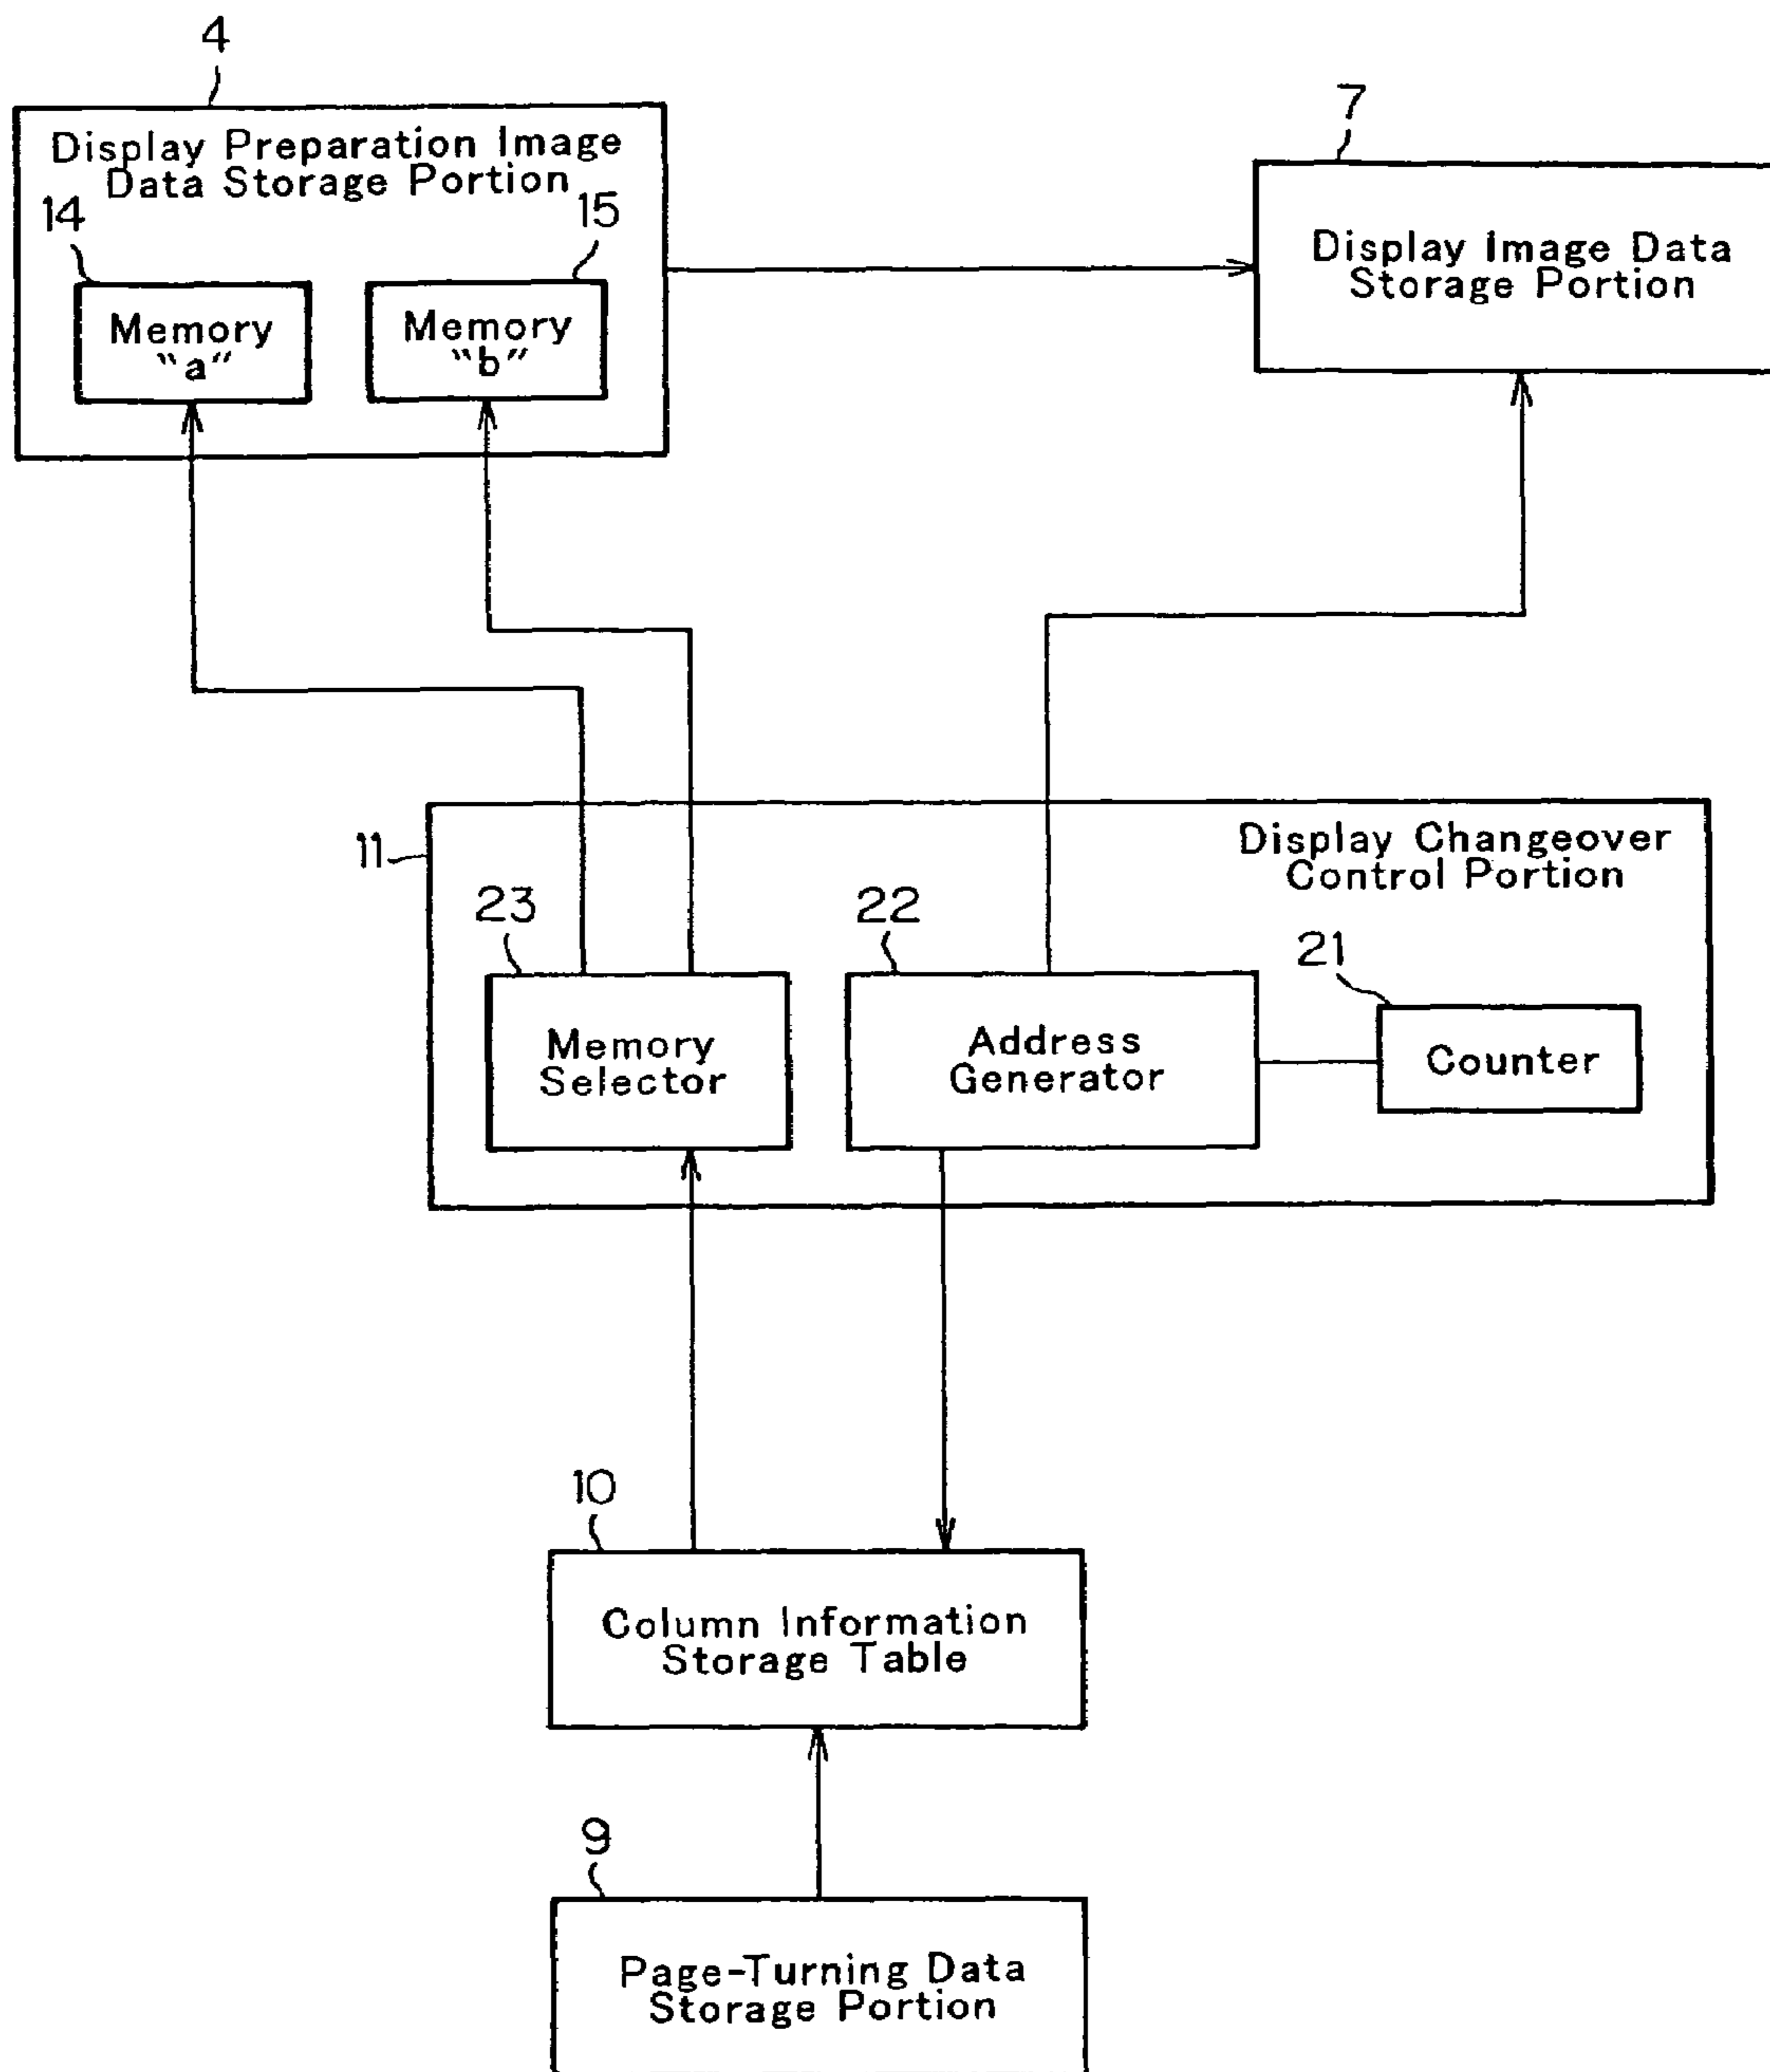 4
Display Preparation Image
Data Storage Portion
14
15
Memory
"a"
Memory
"b"
7
Display Image Data
Storage Portion
11
Display Changeover
Control Portion
23
22
21
Memory
Selector
Address
Generator
Counter
10
Column Information
Storage Table
9
Page-Turning Data
Storage Portion